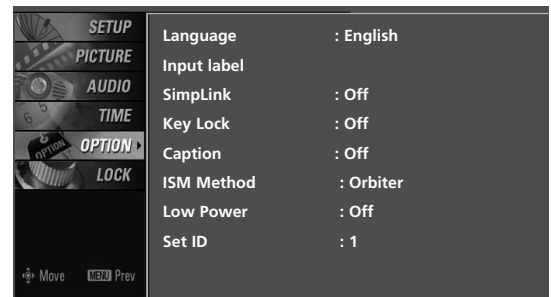 SETUP
PICTURE
AUDIO
TIME
OPTION
LOCK
Move MENU Prev
Language : English
Input label
SimpLink : Off
Key Lock : Off
Caption : Off
ISM Method : Orbiter
Low Power : Off
Set ID : 1